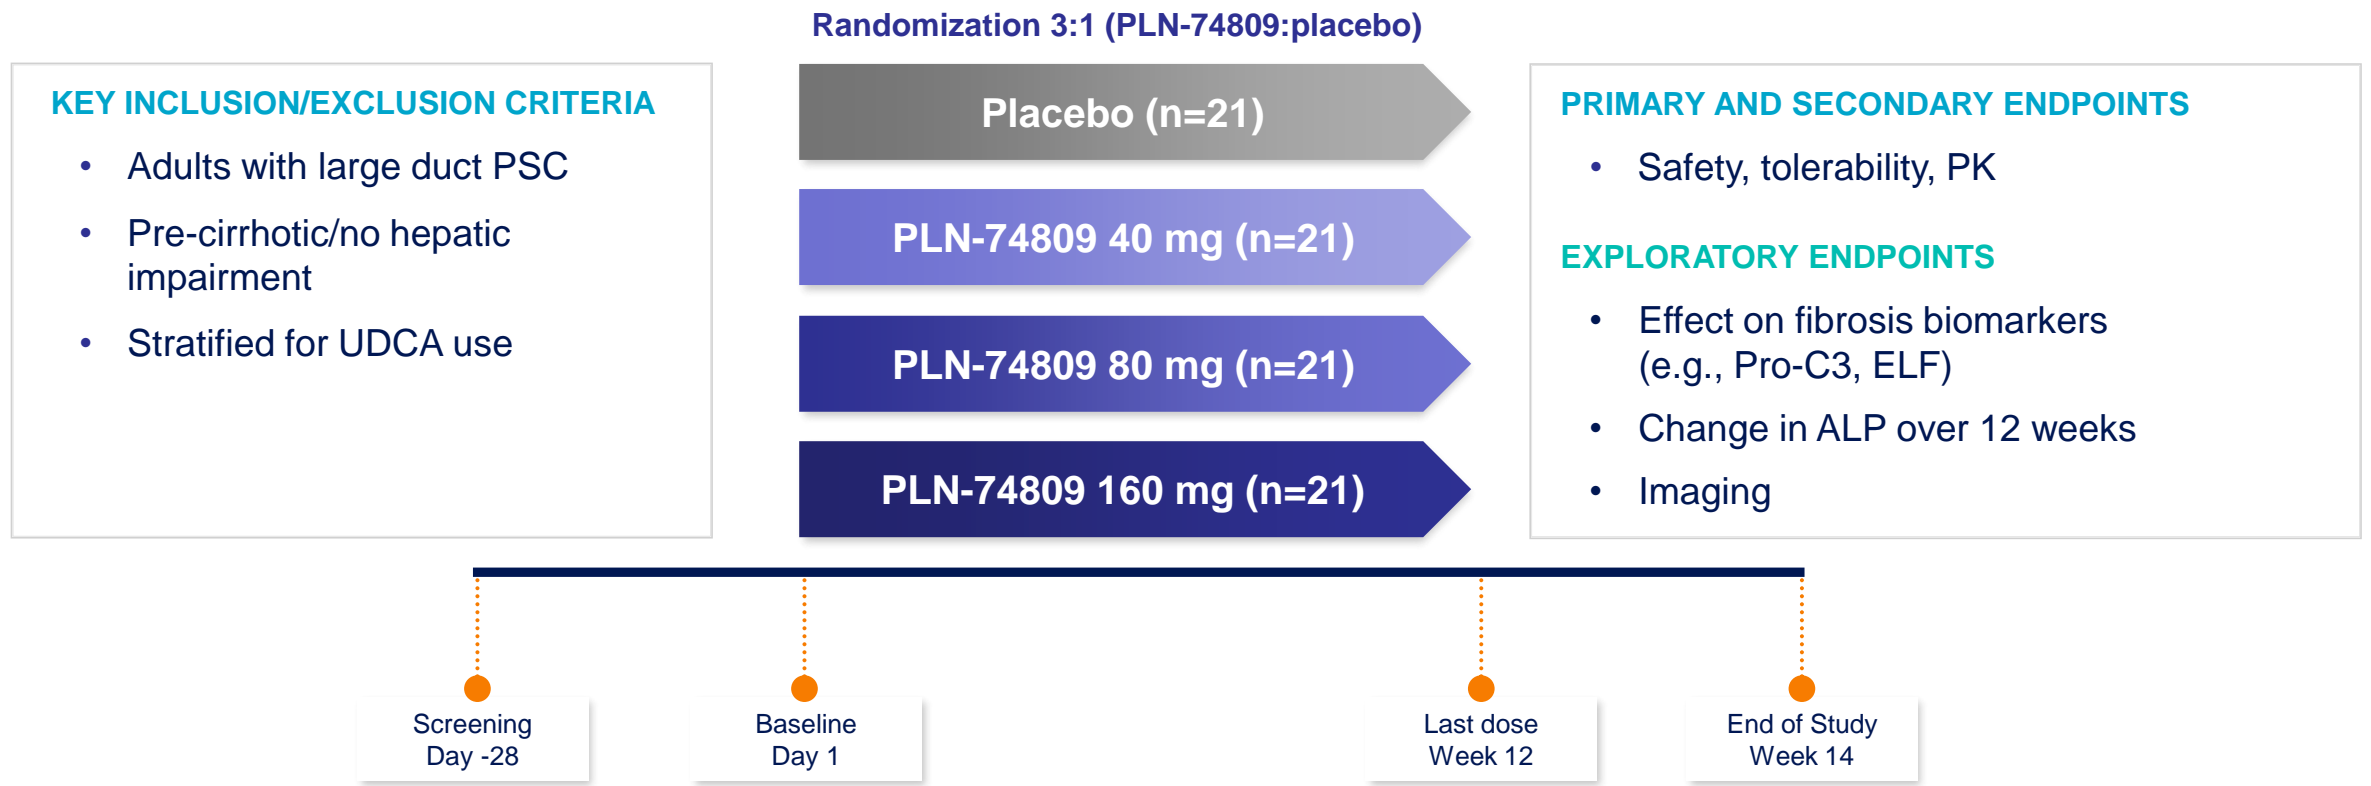 Randomization 3:1 (PLN-74809:placebo)
KEY INCLUSION/EXCLUSION CRITERIA
• Adults with large duct PSC
• Pre-cirrhotic/no hepatic
impairment
• Stratified for UDCA use
Placebo (n=21)
PLN-74809 40 mg (n=21)
PLN-74809 80 mg (n=21)
PLN-74809 160 mg (n=21)
PRIMARY AND SECONDARY ENDPOINTS
• Safety, tolerability, PK
EXPLORATORY ENDPOINTS
• Effect on fibrosis biomarkers
(e.g., Pro-C3, ELF)
• Change in ALP over 12 weeks
• Imaging
Screening
Day -28
Baseline
Day 1
Last dose
Week 12
End of Study
Week 14